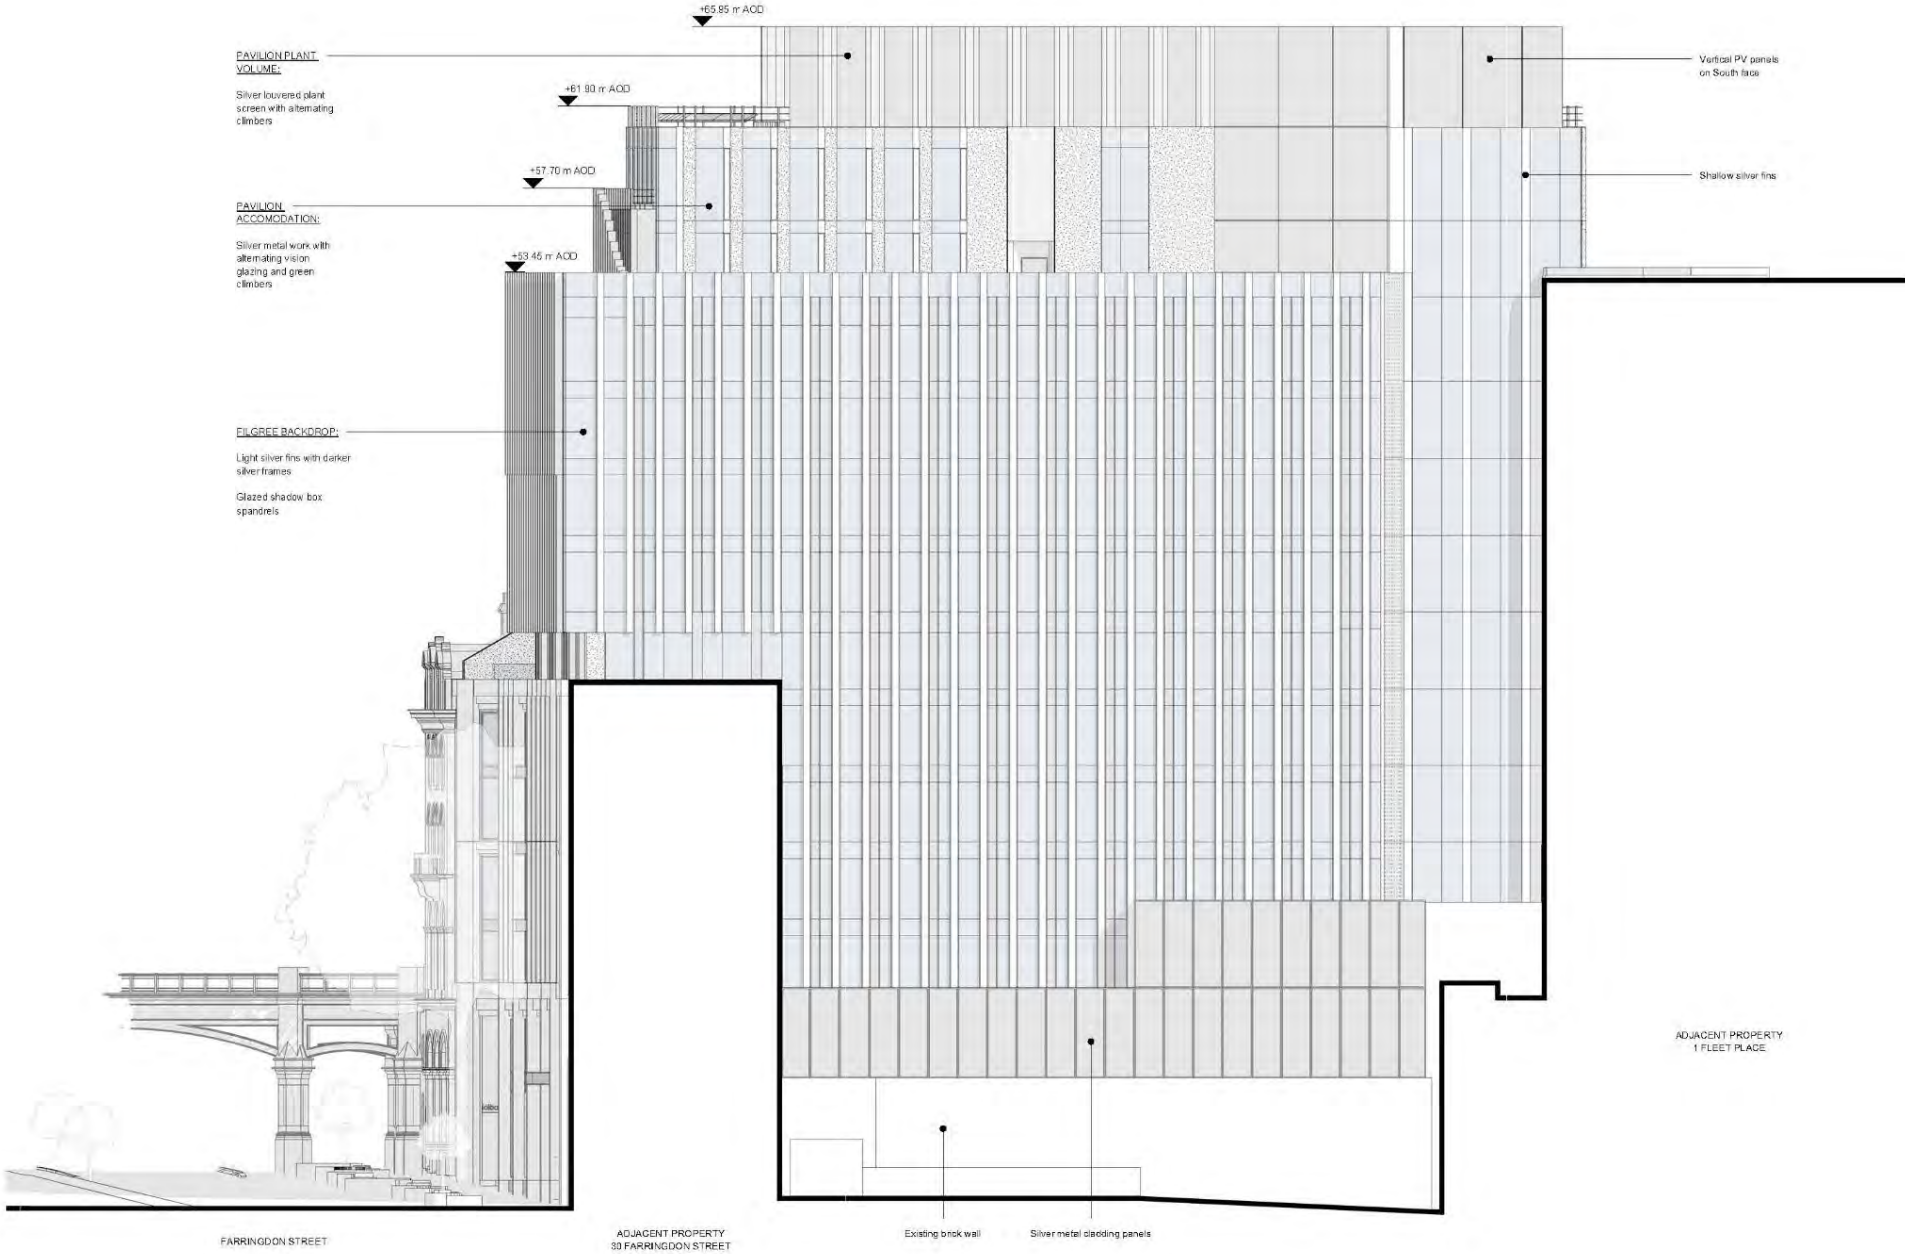 +65.95 m AOD
PAVILION PLANT
VOLUME:
Silver louvered plant
screen with alternating
climbers
Vertical PV panels
on South face
+61.90 m AOD
+57.70 m AOD
Shallow silver fins
PAVILION
ACCOMODATION:
Silver metal work with
alternating vision
glazing and green
climbers
+53.45 m AOD
FILGREE BACKDROP:
Light silver fins with darker
silver frames
Glazed shadow box
spandrels
ADJACENT PROPERTY
1 FLEET PLACE
FARRINGDON STREET
ADJACENT PROPERTY
30 FARRINGDON STREET
Existing brick wall
Silver metal cladding panels